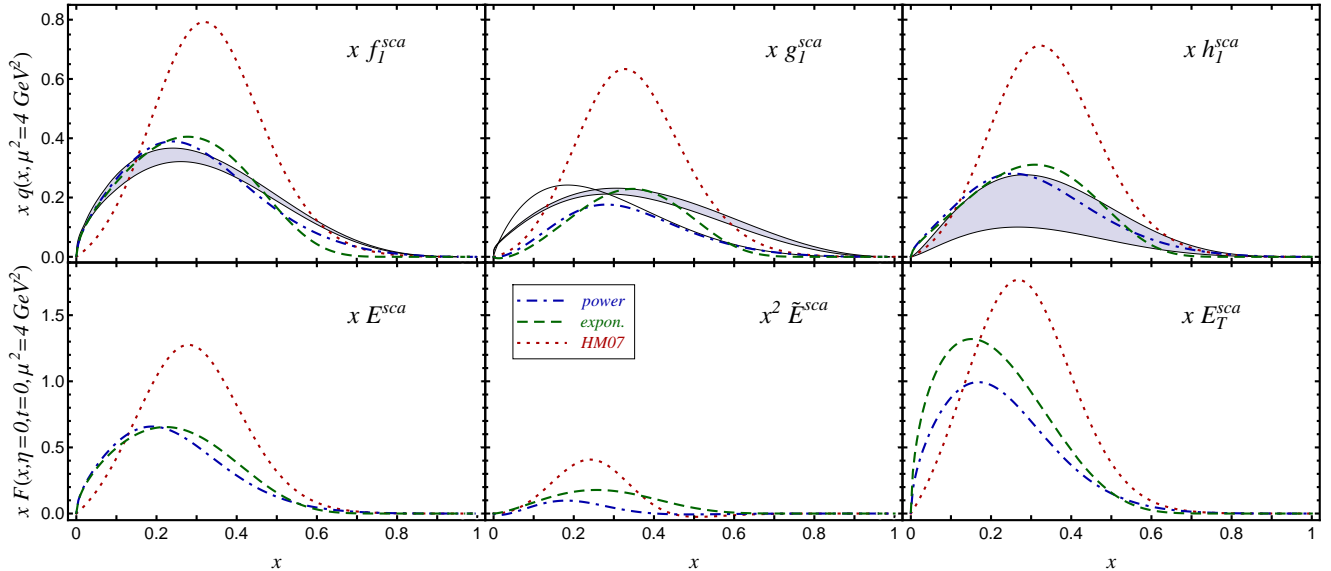 x f₁^sca
x g₁^sca
x h₁^sca
x q(x,μ²=4 GeV²)
0.8
0.6
0.4
0.2
0.0
x E^sca
x² Ẽ^sca
x E_T^sca
power
expon.
HM07
x F(x,η=0,t=0,μ²=4 GeV²)
1.5
1.0
0.5
0.0
0 0.2 0.4 0.6 0.8 1
0 0.2 0.4 0.6 0.8 1
0 0.2 0.4 0.6 0.8 1
x
x
x